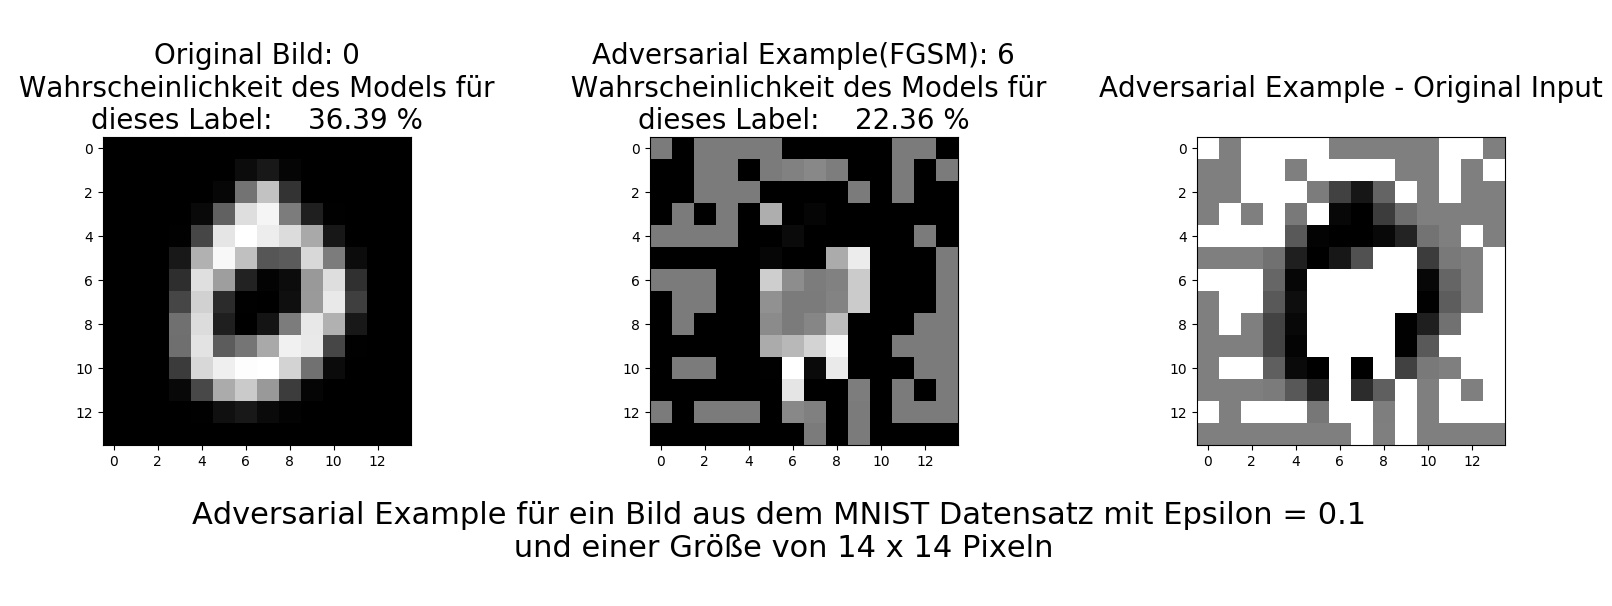 Original Bild: 0
Wahrscheinlichkeit des Models für
dieses Label: 36.39 %
Adversarial Example(FGSM): 6
Wahrscheinlichkeit des Models für
dieses Label: 22.36 %
Adversarial Example - Original Input
0
2
4
6
8
10
12
0 2 4 6 8 10 12
0
2
4
6
8
10
12
0 2 4 6 8 10 12
0
2
4
6
8
10
12
0 2 4 6 8 10 12
Adversarial Example für ein Bild aus dem MNIST Datensatz mit Epsilon = 0.1
und einer Größe von 14 x 14 Pixeln